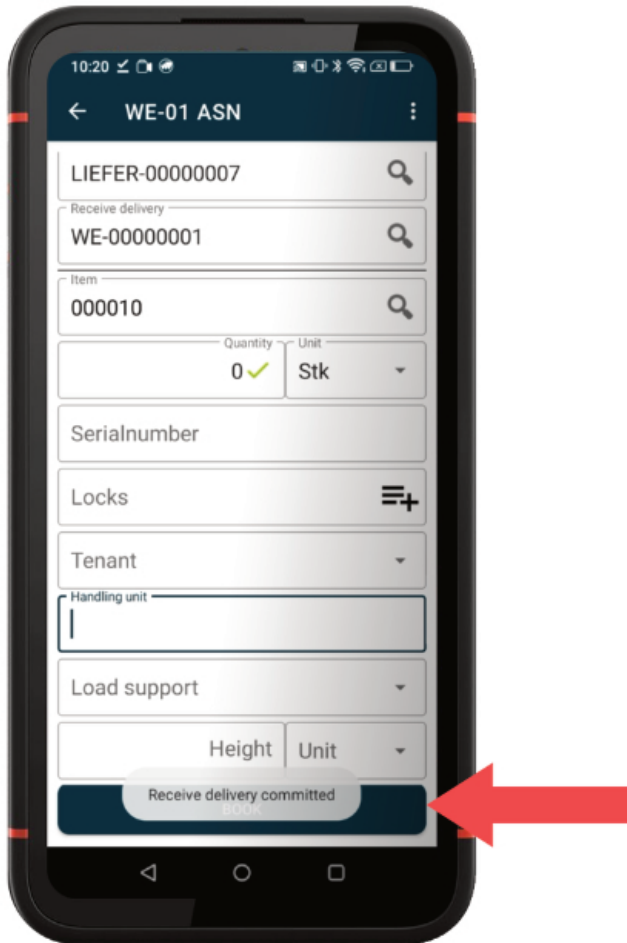 10:20
WE-01 ASN
LIEFER-00000007
Receive delivery
WE-00000001
Item
000010
Quantity Unit
0 Stk
Serialnumber
Locks
Tenant
Handling unit
Load support
Height Unit
Receive delivery committed
BOOK